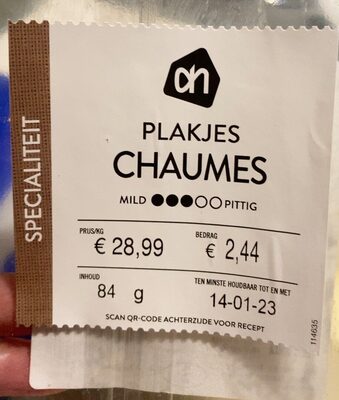 SPECIALITEIT
ah
PLAKJES
CHAUMES
MILD PITTIG
PRIJS/KG BEDRAG
€ 28,99 € 2,44
INHOUD TEN MINSTE HOUDBAAR TOT EN MET
84 g 14-01-23
SCAN QR-CODE ACHTERZIJDE VOOR RECEPT
114635